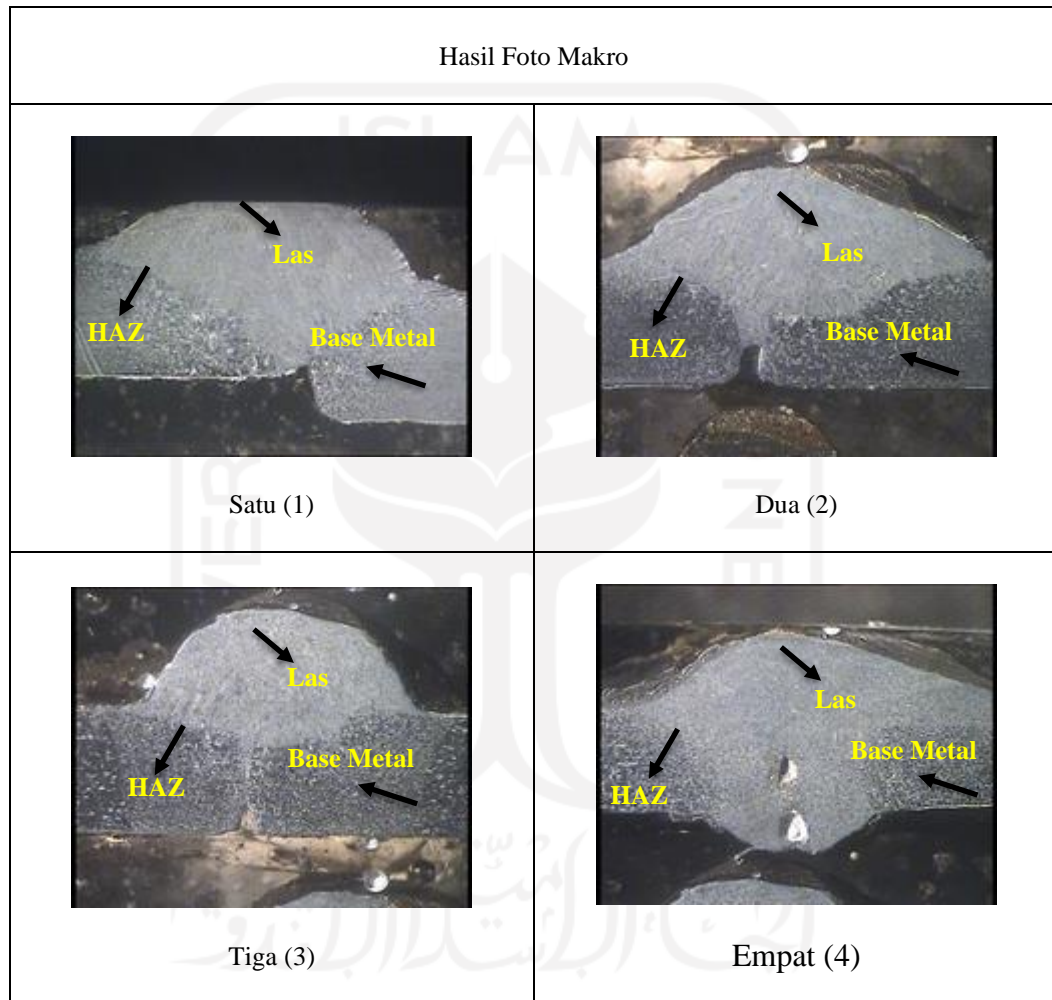 Hasil Foto Makro
Las
HAZ
Base Metal
Satu (1)
Las
HAZ
Base Metal
Dua (2)
Las
Base Metal
HAZ
Tiga (3)
Las
Base Metal
HAZ
Empat (4)
ISLAM